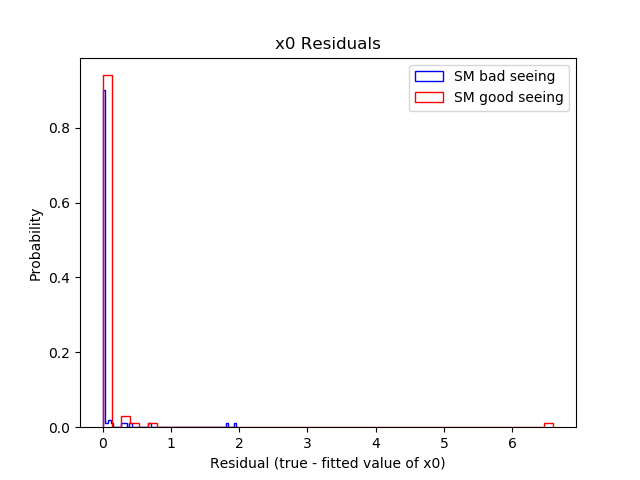 x0 Residuals
SM bad seeing
SM good seeing
Probability
0.8
0.6
0.4
0.2
0.0
0 1 2 3 4 5 6
Residual (true - fitted value of x0)